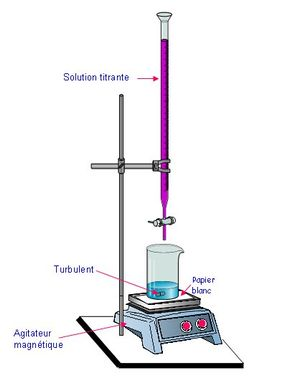 Solution titrante
Turbulent
Papier
blanc
Agitateur
magnétique